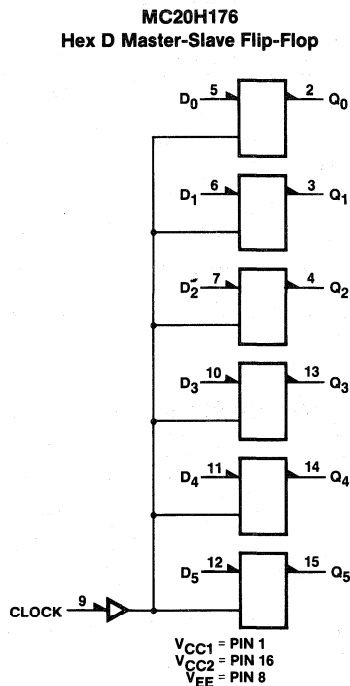 MC20H176
Hex D Master-Slave Flip-Flop
D0 5 2 Q0
D1 6 3 Q1
D2 7 4 Q2
D3 10 13 Q3
D4 11 14 Q4
D5 12 15 Q5
CLOCK 9
VCC1 = PIN 1
VCC2 = PIN 16
VEE = PIN 8